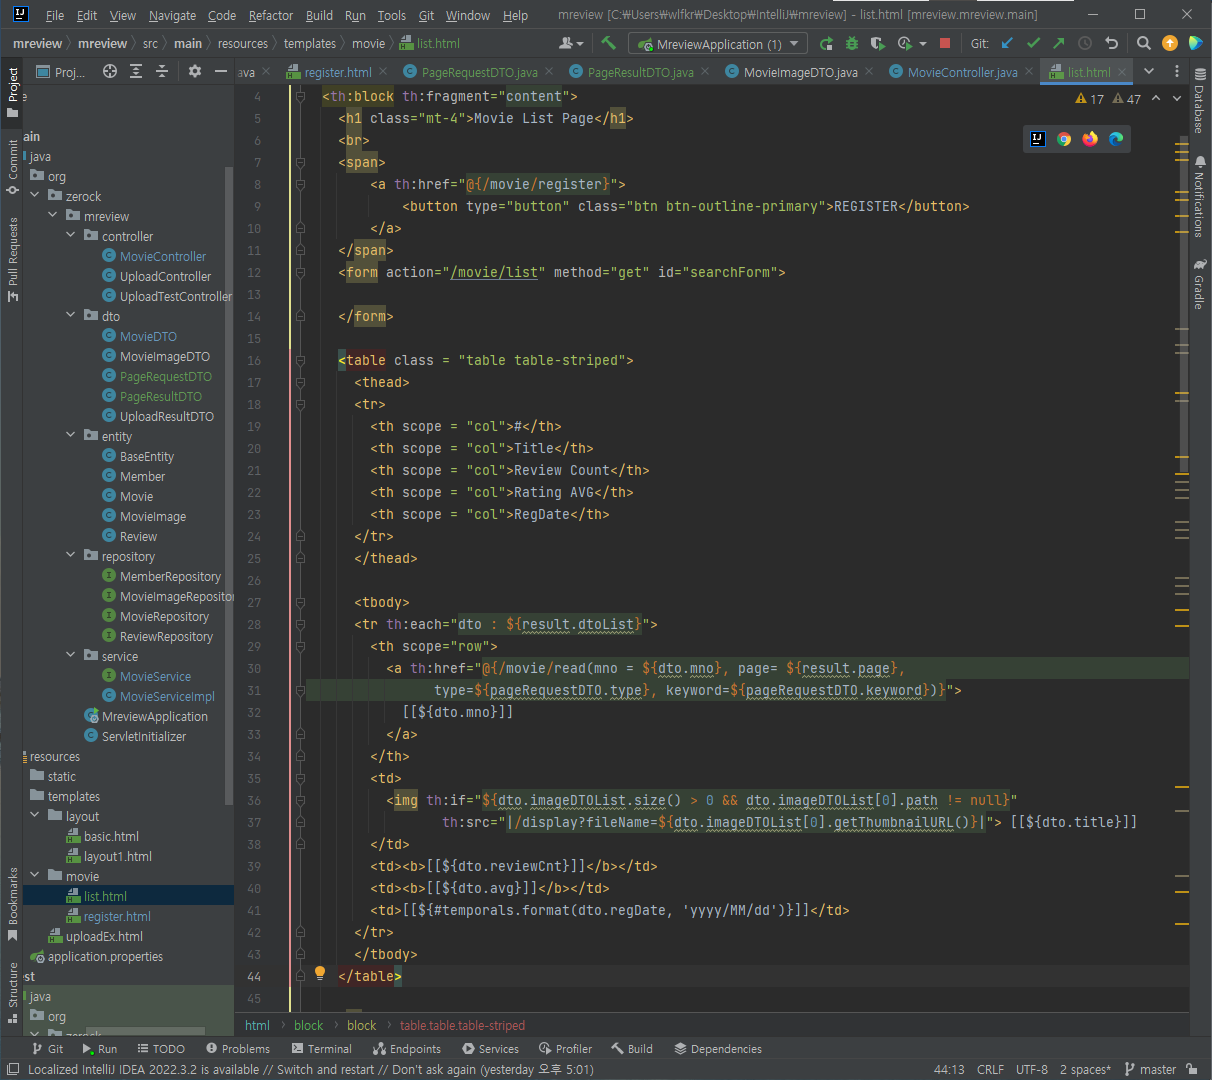 IJ File Edit View Navigate Code Refactor Build Run Tools Git Window Help mreview [C:₩Users₩wlfkr₩Desktop₩IntelliJ₩mreview] - list.html [mreview.mreview.main]
mreview mreview src main resources templates movie list.html MreviewApplication (1) Git:
Proj... ava register.html PageRequestDTO.java PageResultDTO.java MovieImageDTO.java MovieController.java list.html
17 47
Project
Commit
Pull Requests
Bookmarks
Structure
Database
Notifications
Gradle
e
ain
java
org
zerock
mreview
controller
MovieController
UploadController
UploadTestController
dto
MovieDTO
MovieImageDTO
PageRequestDTO
PageResultDTO
UploadResultDTO
entity
BaseEntity
Member
Movie
MovieImage
Review
repository
MemberRepository
MovieImageRepositor
MovieRepository
ReviewRepository
service
MovieService
MovieServiceImpl
MreviewApplication
ServletInitializer
resources
static
templates
layout
basic.html
layout1.html
movie
list.html
register.html
uploadEx.html
application.properties
est
java
org
zerock
4 <th:block th:fragment="content">
5 <h1 class="mt-4">Movie List Page</h1>
6 <br>
7 <span>
8 <a th:href="@{/movie/register}">
9 <button type="button" class="btn btn-outline-primary">REGISTER</button>
10 </a>
11 </span>
12 <form action="/movie/list" method="get" id="searchForm">
13
14 </form>
15
16 <table class = "table table-striped">
17 <thead>
18 <tr>
19 <th scope = "col">#</th>
20 <th scope = "col">Title</th>
21 <th scope = "col">Review Count</th>
22 <th scope = "col">Rating AVG</th>
23 <th scope = "col">RegDate</th>
24 </tr>
25 </thead>
26
27 <tbody>
28 <tr th:each="dto : ${result.dtoList}">
29 <th scope="row">
30 <a th:href="@{/movie/read(mno = ${dto.mno}, page= ${result.page},
31 type=${pageRequestDTO.type}, keyword=${pageRequestDTO.keyword})}">
32 [[${dto.mno}]]
33 </a>
34 </th>
35 <td>
36 <img th:if="${dto.imageDTOList.size() > 0 && dto.imageDTOList[0].path != null}"
37 th:src="|/display?fileName=${dto.imageDTOList[0].getThumbnailURL()}|"> [[${dto.title}]]
38 </td>
39 <td><b>[[${dto.reviewCnt}]]</b></td>
40 <td><b>[[${dto.avg}]]</b></td>
41 <td>[[${#temporals.format(dto.regDate, 'yyyy/MM/dd')}]]</td>
42 </tr>
43 </tbody>
44 </table>
45
html block block table.table.table-striped
Git Run TODO Problems Terminal Endpoints Services Profiler Build Dependencies
Localized IntelliJ IDEA 2022.3.2 is available // Switch and restart // Don't ask again (yesterday 오후 5:01) 44:13 CRLF UTF-8 2 spaces* master